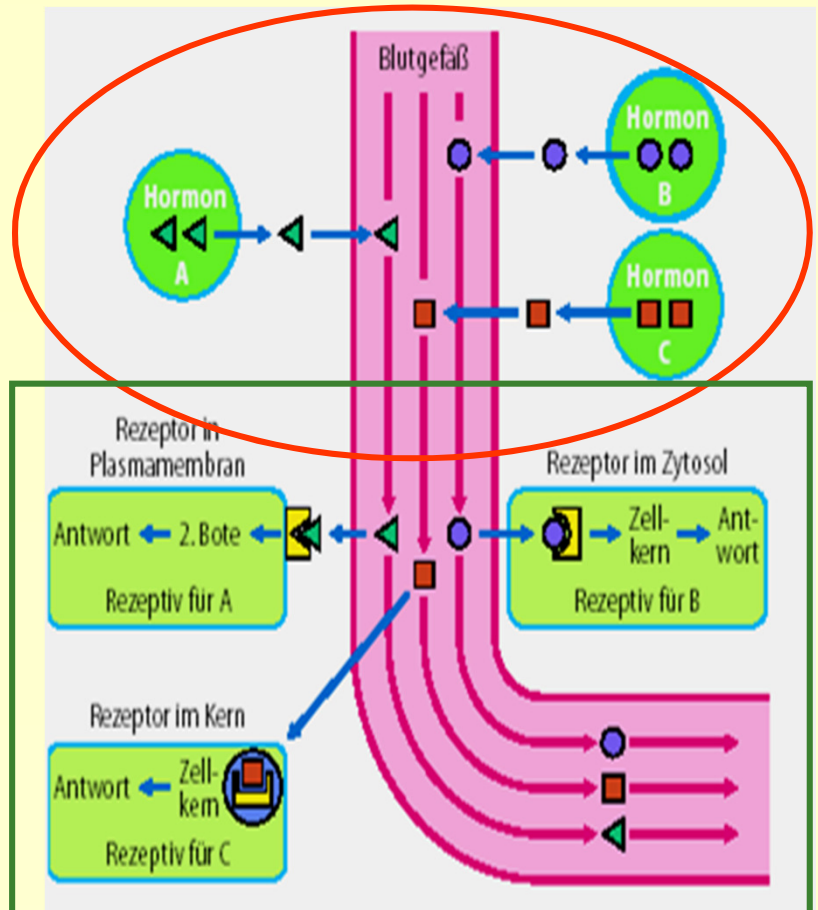 Blutgefäß
Hormon
B
Hormon
A
Hormon
C
Rezeptor in
Plasmamembran
Antwort
2. Bote
Rezeptiv für A
Rezeptor im Zytosol
Zell-
kern
Ant-
wort
Rezeptiv für B
Rezeptor im Kern
Antwort
Zell-
kern
Rezeptiv für C